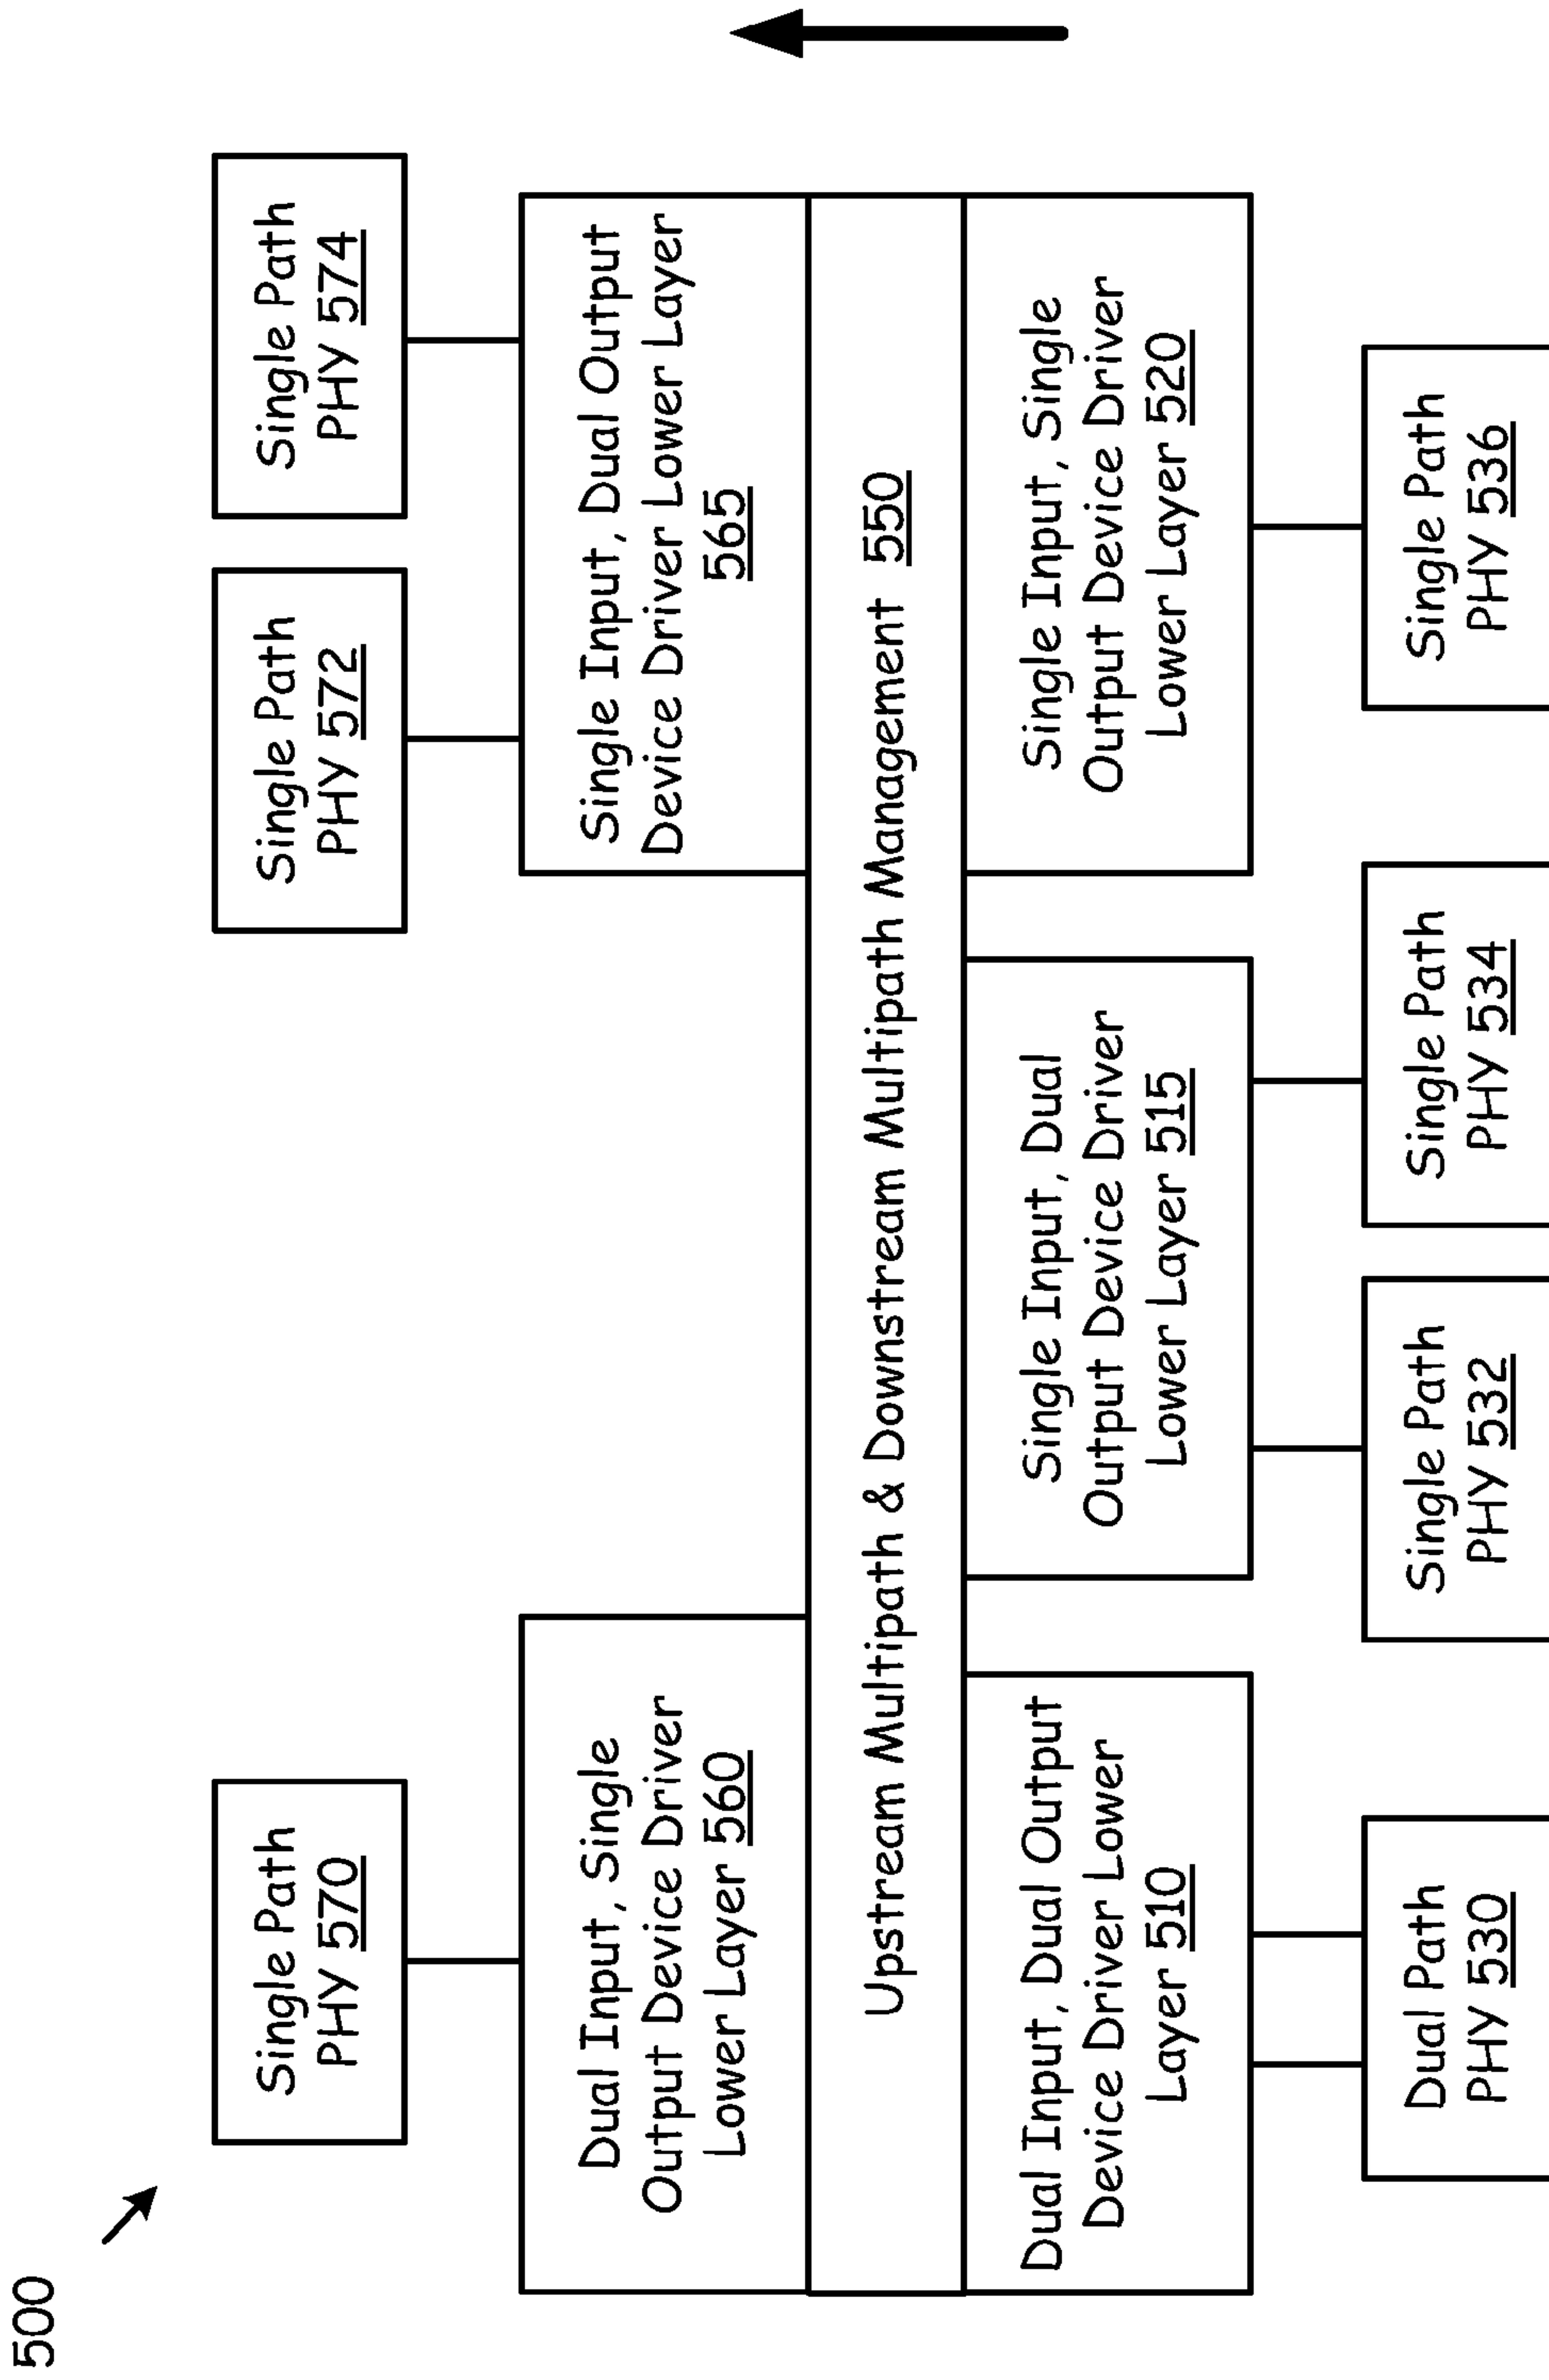 500
Single Path
PHY 570
Single Path
PHY 572
Single Path
PHY 574
Dual Input, Single
Output Device Driver
Lower Layer 560
Single Input, Dual Output
Device Driver Lower Layer
565
Upstream Multipath & Downstream Multipath Management 550
Dual Input, Dual Output
Device Driver Lower
Layer 510
Single Input, Dual
Output Device Driver
Lower Layer 515
Single Input, Single
Output Device Driver
Lower Layer 520
Dual Path
PHY 530
Single Path
PHY 532
Single Path
PHY 534
Single Path
PHY 536